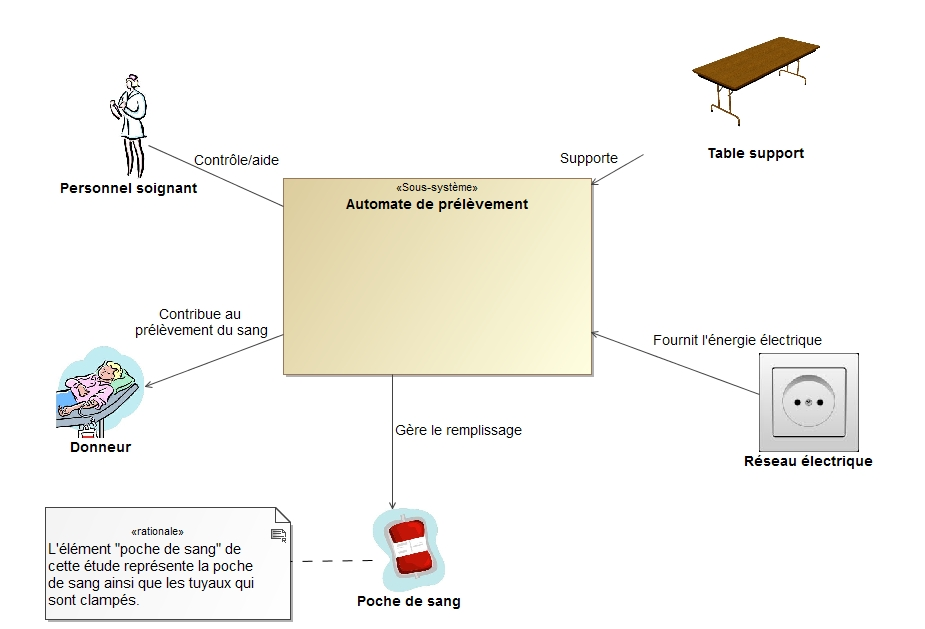 Contrôle/aide
Personnel soignant
Supporte
Table support
«Sous-système»
Automate de prélèvement
Contribue au
prélèvement du sang
Donneur
Fournit l'énergie électrique
Réseau électrique
Gère le remplissage
«rationale»
L'élément "poche de sang" de
cette étude représente la poche
de sang ainsi que les tuyaux qui
sont clampés.
Poche de sang